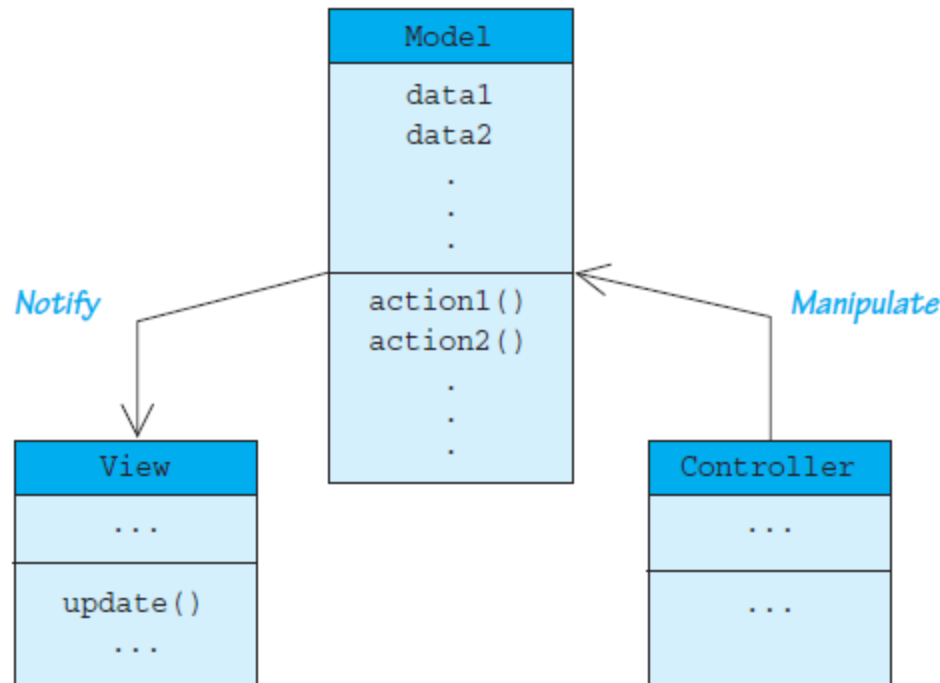 Model
data1
data2
.
.
.
Notify
action1()
action2()
.
.
.
Manipulate
View
...
update()
...
Controller
...
...